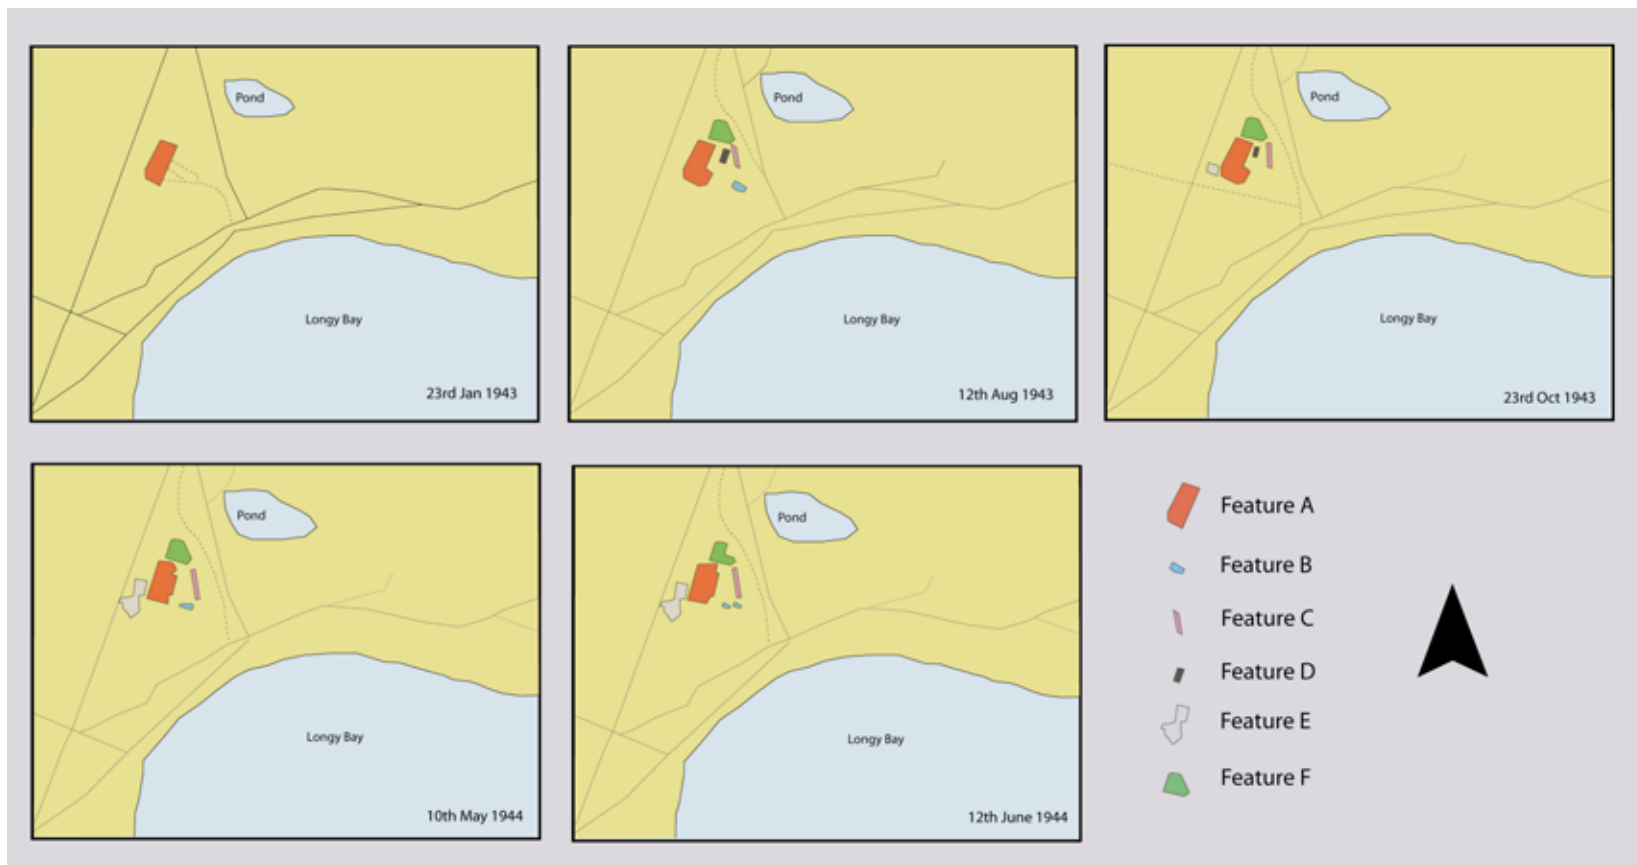 Pond
Longy Bay
23rd Jan 1943
Pond
Longy Bay
12th Aug 1943
Pond
Longy Bay
23rd Oct 1943
Pond
Longy Bay
10th May 1944
Pond
Longy Bay
12th June 1944
Feature A
Feature B
Feature C
Feature D
Feature E
Feature F